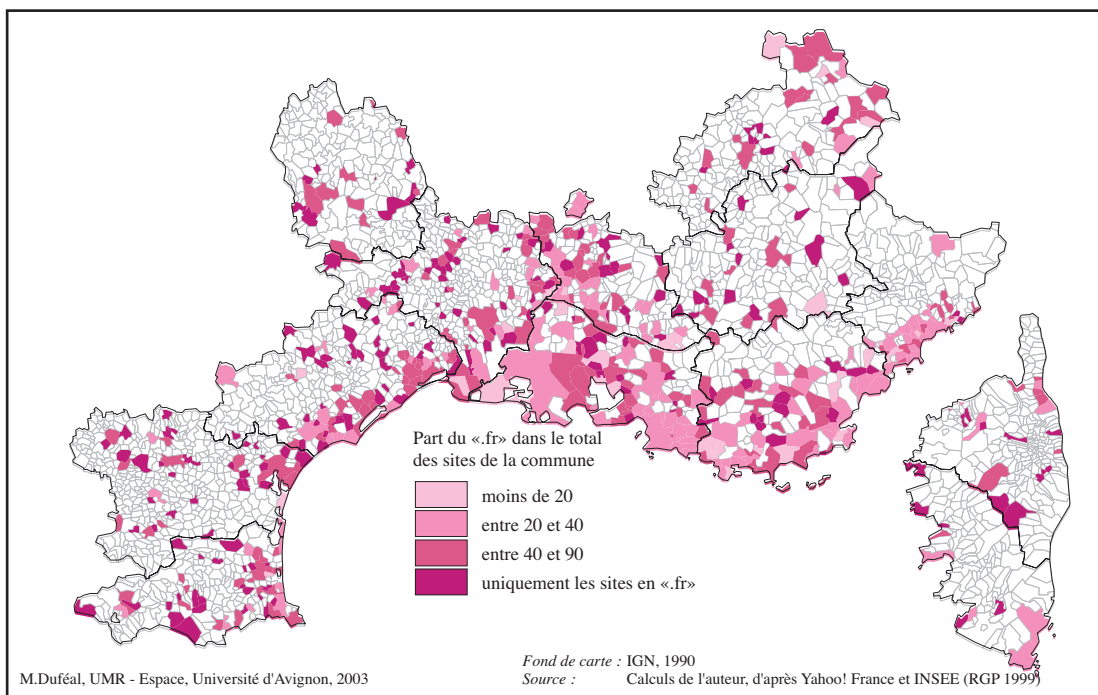 Part du «.fr» dans le total
des sites de la commune
moins de 20
entre 20 et 40
entre 40 et 90
uniquement les sites en «.fr»
M.Duféal, UMR - Espace, Université d'Avignon, 2003
Fond de carte : IGN, 1990
Source : Calculs de l'auteur, d'après Yahoo! France et INSEE (RGP 1999)